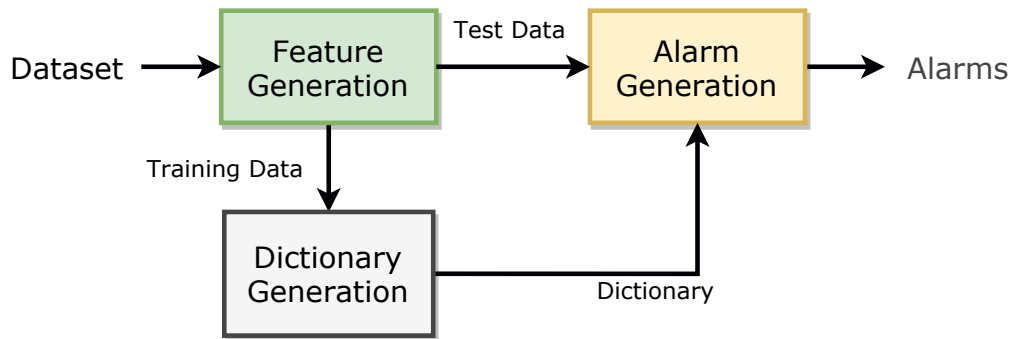 Dataset
Feature
Generation
Test Data
Alarm
Generation
Alarms
Training Data
Dictionary
Generation
Dictionary